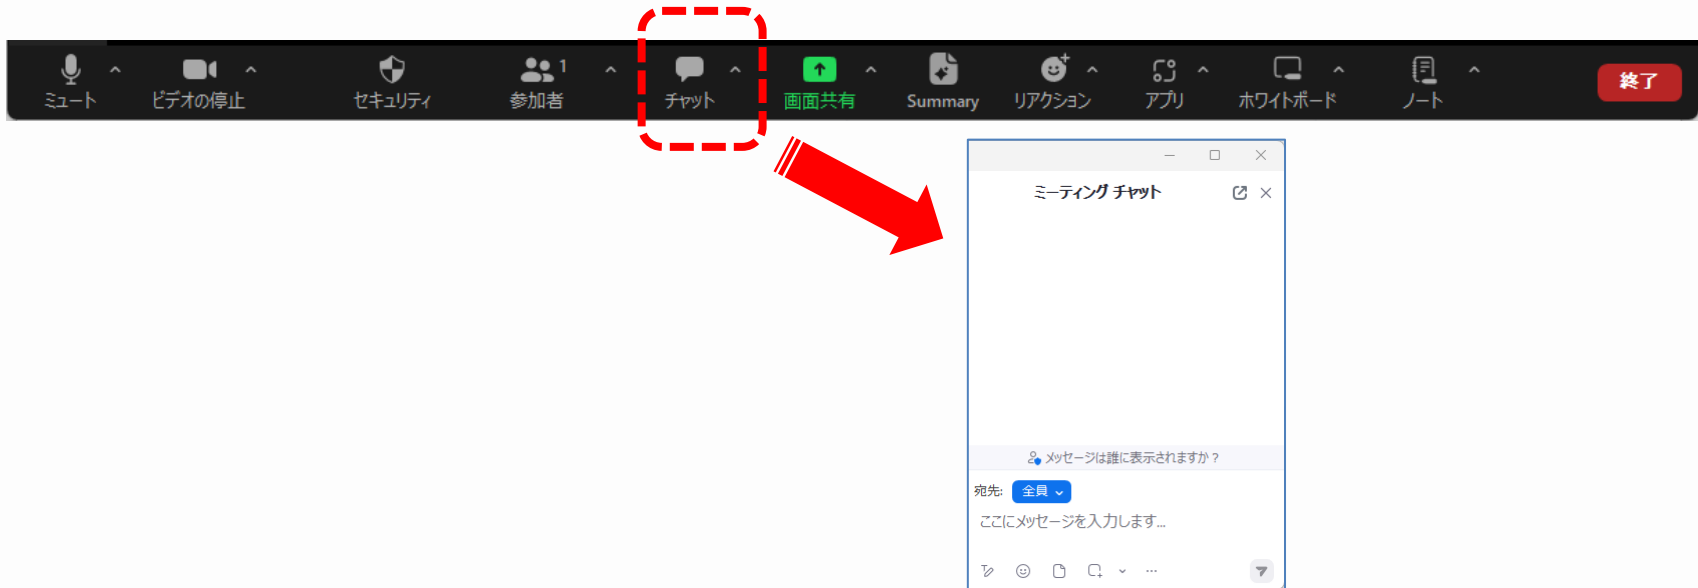 ミュート ビデオの停止 セキュリティ 参加者 1 チャット 画面共有 Summary リアクション アプリ ホワイトボード ノート 終了
ミーティング チャット
メッセージは誰に表示されますか?
宛先: 全員
ここにメッセージを入力します...